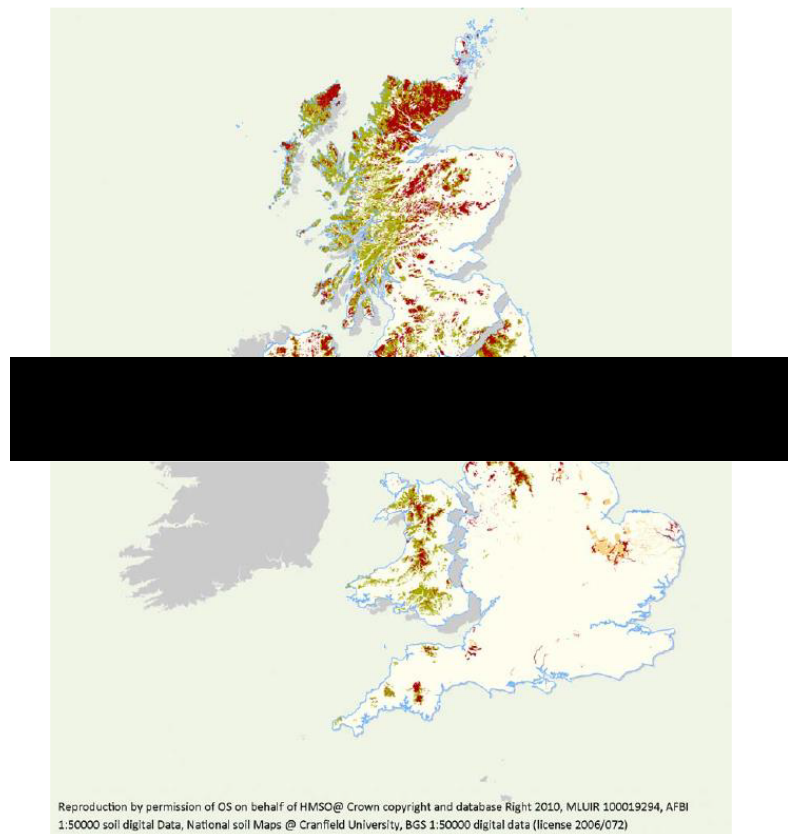 Reproduction by permission of OS on behalf of HMSO@ Crown copyright and database Right 2010, MLUIR 100019294, AFBI
1:50000 soil digital Data, National soil Maps @ Cranfield University, BGS 1:50000 digital data (license 2006/072)